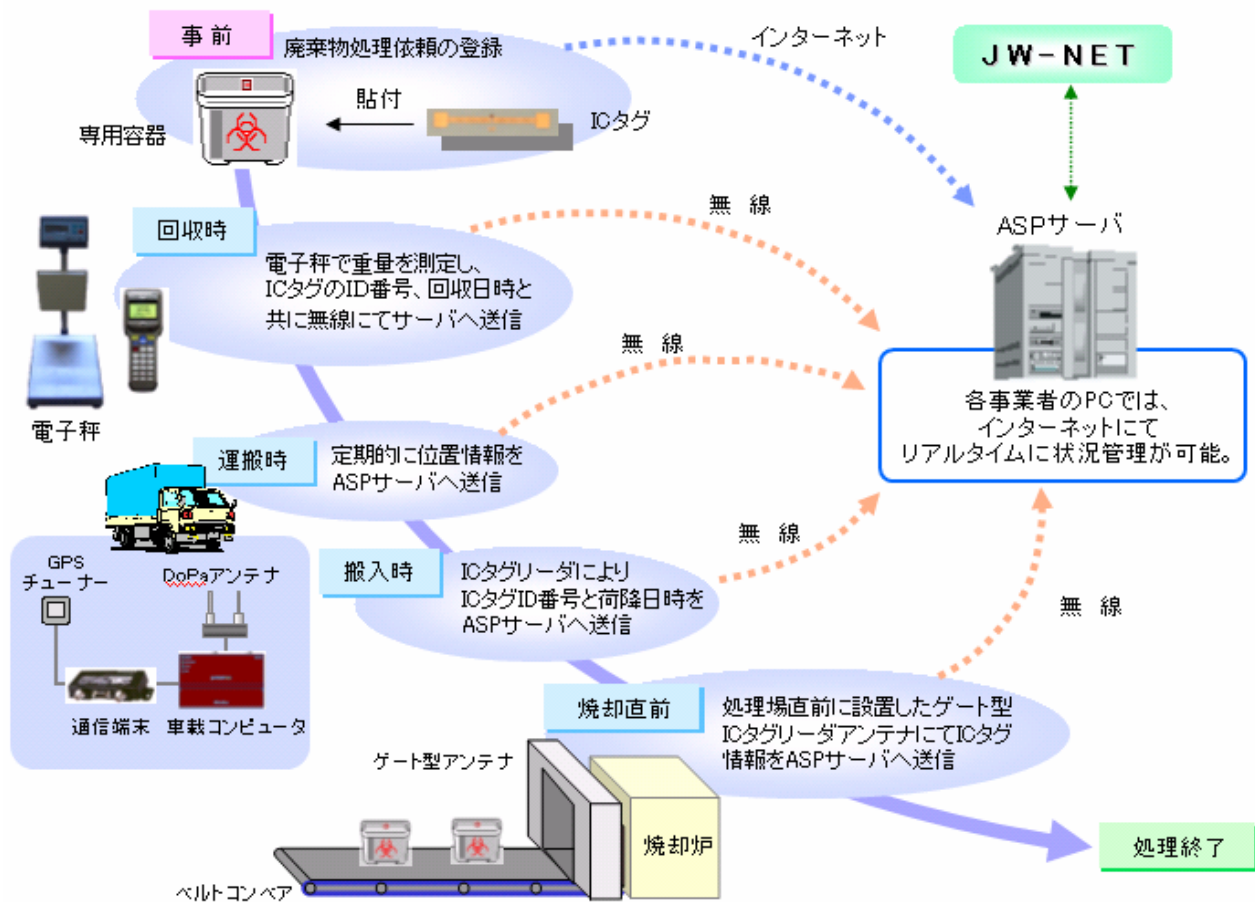 事前
廃棄物処理依頼の登録
インターネット
JW-NET
貼付
ICタグ
専用容器
無線
ASPサーバ
回収時
電子秤で重量を測定し、
ICタグのID番号、回収日時と
共に無線にてサーバへ送信
電子秤
無線
各事業者のPCでは、
インターネットにて
リアルタイムに状況管理が可能。
運搬時
定期的に位置情報を
ASPサーバへ送信
無線
GPS
チューナー
DoPaアンテナ
通信端末
車載コンピュータ
搬入時
ICタグリーダにより
ICタグID番号と荷降日時を
ASPサーバへ送信
無線
焼却直前
処理場直前に設置したゲート型
ICタグリーダアンテナにてICタグ
情報をASPサーバへ送信
ゲート型アンテナ
焼却炉
処理終了
ベルトコンベア